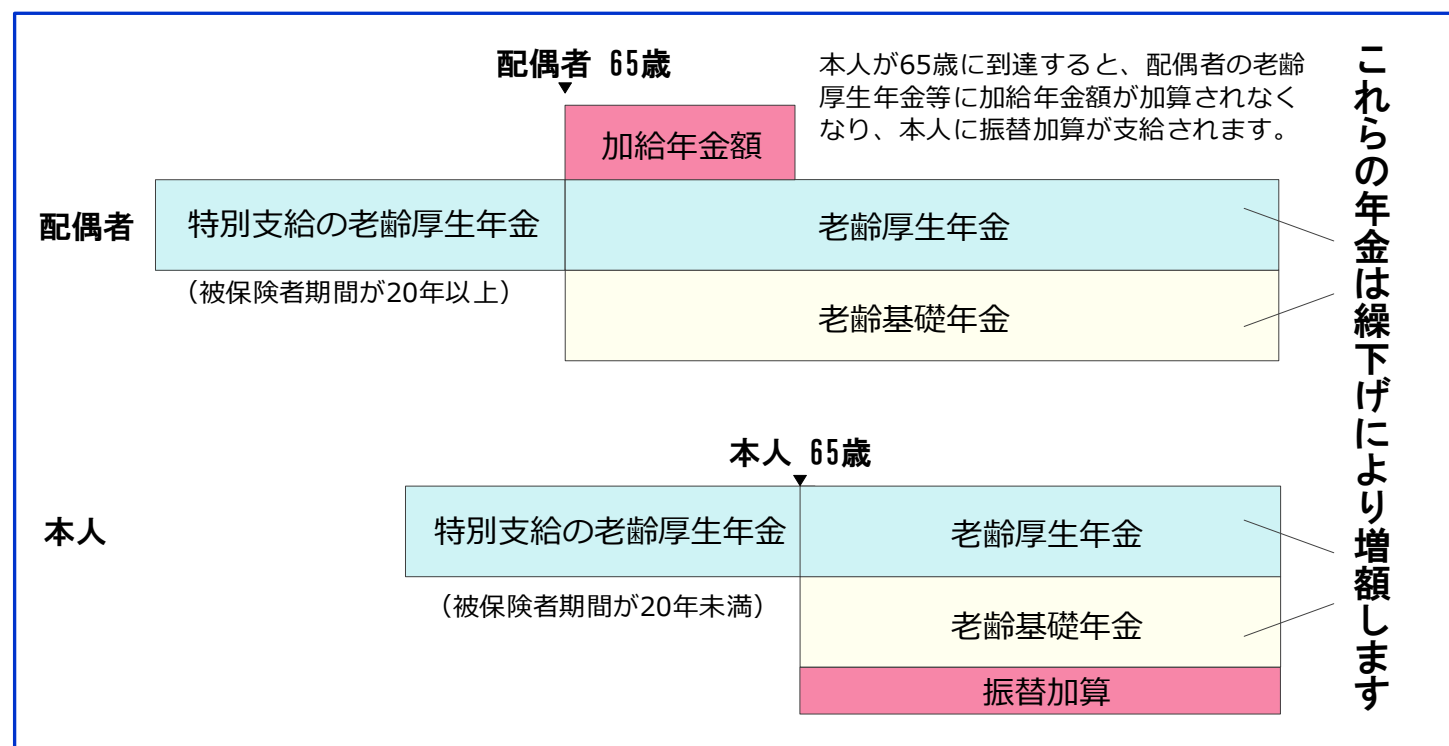 配偶者 65歳
本人が65歳に到達すると、配偶者の老齢
厚生年金等に加給年金額が加算されなく
なり、本人に振替加算が支給されます。
加給年金額
配偶者
特別支給の老齢厚生年金
老齢厚生年金
（被保険者期間が20年以上）
老齢基礎年金
本人 65歳
本人
特別支給の老齢厚生年金
老齢厚生年金
（被保険者期間が20年未満）
老齢基礎年金
振替加算
これらの年金は繰下げにより増額します